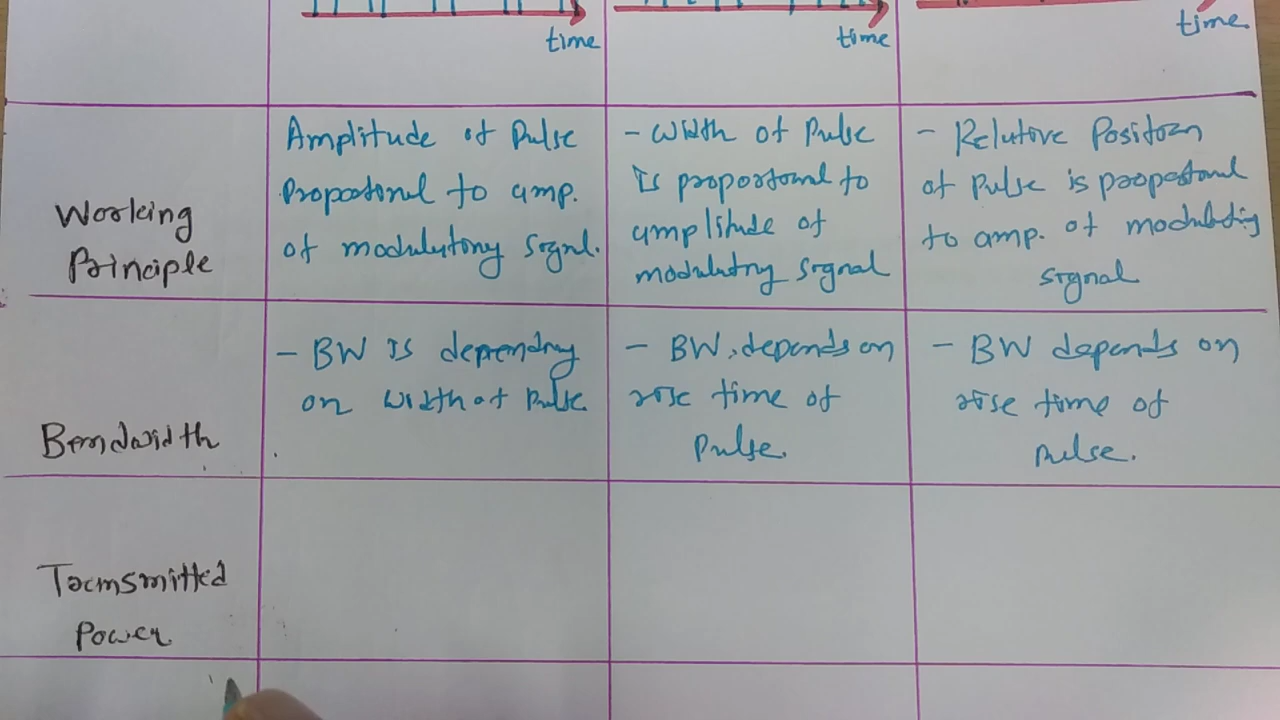 time
time
time.
Working
Principle
Amplitude of Pulse
Proportional to amp.
of modulating signal.
- Width of Pulse
is proportional to
amplitude of
modulating signal
- Relative Position
of Pulse is proportional
to amp. of modulating
signal
Bandwidth
- BW is depending
on width of Pulse
- BW, depends on
rise time of
Pulse.
- BW depends on
rise time of
pulse.
Transmitted
Power